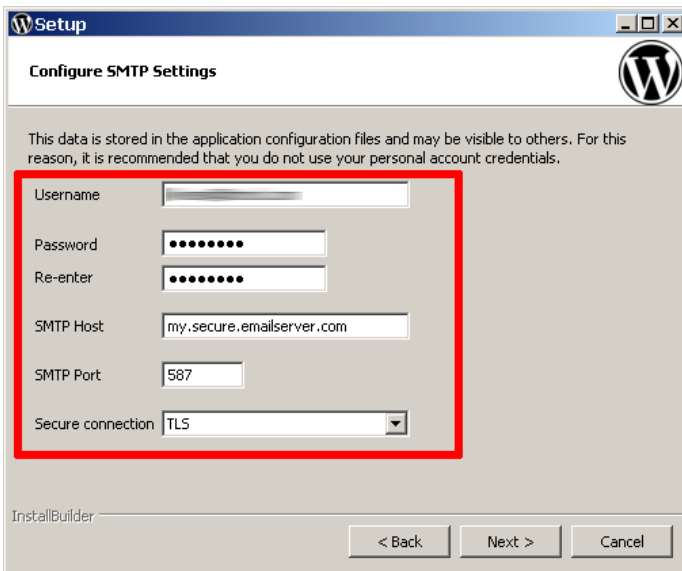 Setup
Configure SMTP Settings
This data is stored in the application configuration files and may be visible to others. For this
reason, it is recommended that you do not use your personal account credentials.
Username
Password ●●●●●●●●
Re-enter ●●●●●●●●
SMTP Host my.secure.emailserver.com
SMTP Port 587
Secure connection TLS
InstallBuilder
< Back Next > Cancel